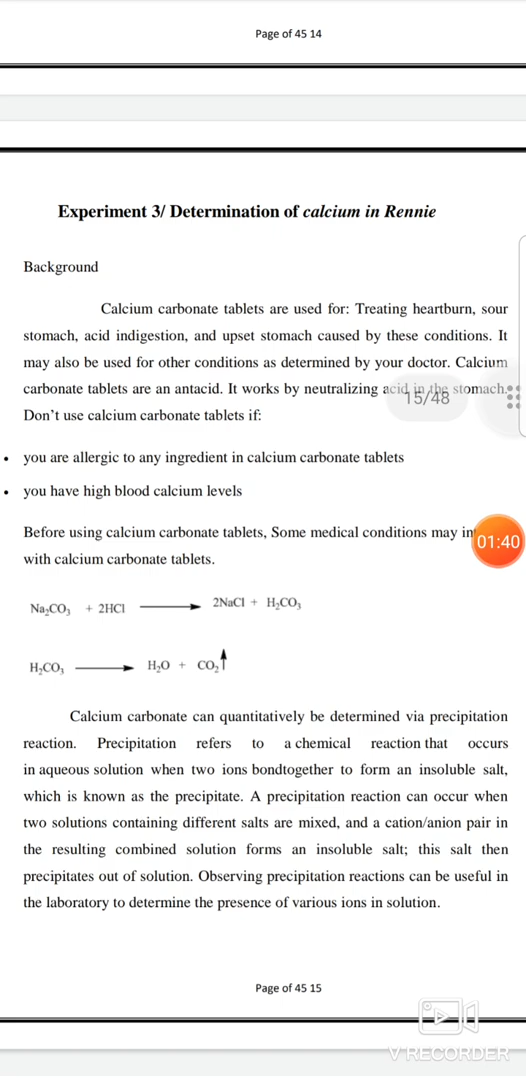 Page of 45 14
Experiment 3/ Determination of calcium in Rennie
Background
Calcium carbonate tablets are used for: Treating heartburn, sour
stomach, acid indigestion, and upset stomach caused by these conditions. It
may also be used for other conditions as determined by your doctor. Calcium
carbonate tablets are an antacid. It works by neutralizing acid in the stomach.
15/48
Don't use calcium carbonate tablets if:
• you are allergic to any ingredient in calcium carbonate tablets
• you have high blood calcium levels
Before using calcium carbonate tablets, Some medical conditions may in
01:40
with calcium carbonate tablets.
Na₂CO₃ + 2HCl ⟶ 2NaCl + H₂CO₃
H₂CO₃ ⟶ H₂O + CO₂↑
Calcium carbonate can quantitatively be determined via precipitation
reaction. Precipitation refers to a chemical reaction that occurs
in aqueous solution when two ions bondtogether to form an insoluble salt,
which is known as the precipitate. A precipitation reaction can occur when
two solutions containing different salts are mixed, and a cation/anion pair in
the resulting combined solution forms an insoluble salt; this salt then
precipitates out of solution. Observing precipitation reactions can be useful in
the laboratory to determine the presence of various ions in solution.
Page of 45 15
V RECORDER